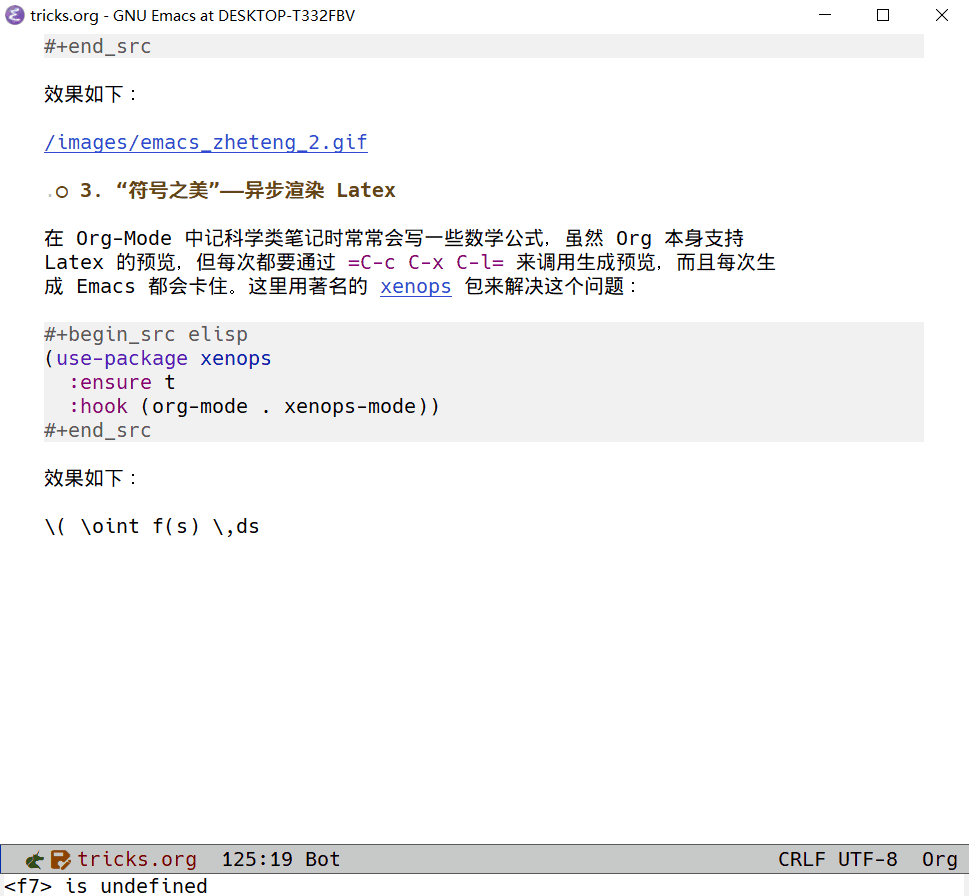 tricks.org - GNU Emacs at DESKTOP-T332FBV
#+end_src
效果如下：
/images/emacs_zheteng_2.gif
3. “符号之美”——异步渲染 Latex
在 Org-Mode 中记科学类笔记时常常会写一些数学公式，虽然 Org 本身支持
Latex 的预览，但每次都要通过 =C-c C-x C-l= 来调用生成预览，而且每次生
成 Emacs 都会卡住。这里用著名的 xenops 包来解决这个问题：
#+begin_src elisp
(use-package xenops
  :ensure t
  :hook (org-mode . xenops-mode))
#+end_src
效果如下：
\( \oint f(s) \,ds
tricks.org  125:19 Bot  CRLF UTF-8  Org
<f7> is undefined